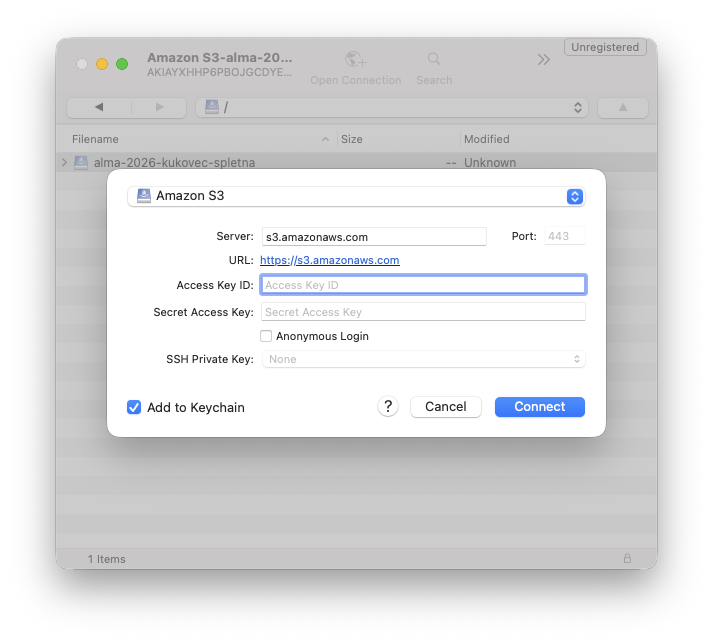 Amazon S3-alma-20...
Unregistered
AKIAYXHHP6PBOJGCDYE...
Open Connection
Search
/
Filename
Size
Modified
alma-2026-kukovec-spletna
--
Unknown
Amazon S3
Server:
s3.amazonaws.com
Port:
443
URL:
https://s3.amazonaws.com
Access Key ID:
Access Key ID
Secret Access Key:
Secret Access Key
Anonymous Login
SSH Private Key:
None
Add to Keychain
?
Cancel
Connect
1 Items